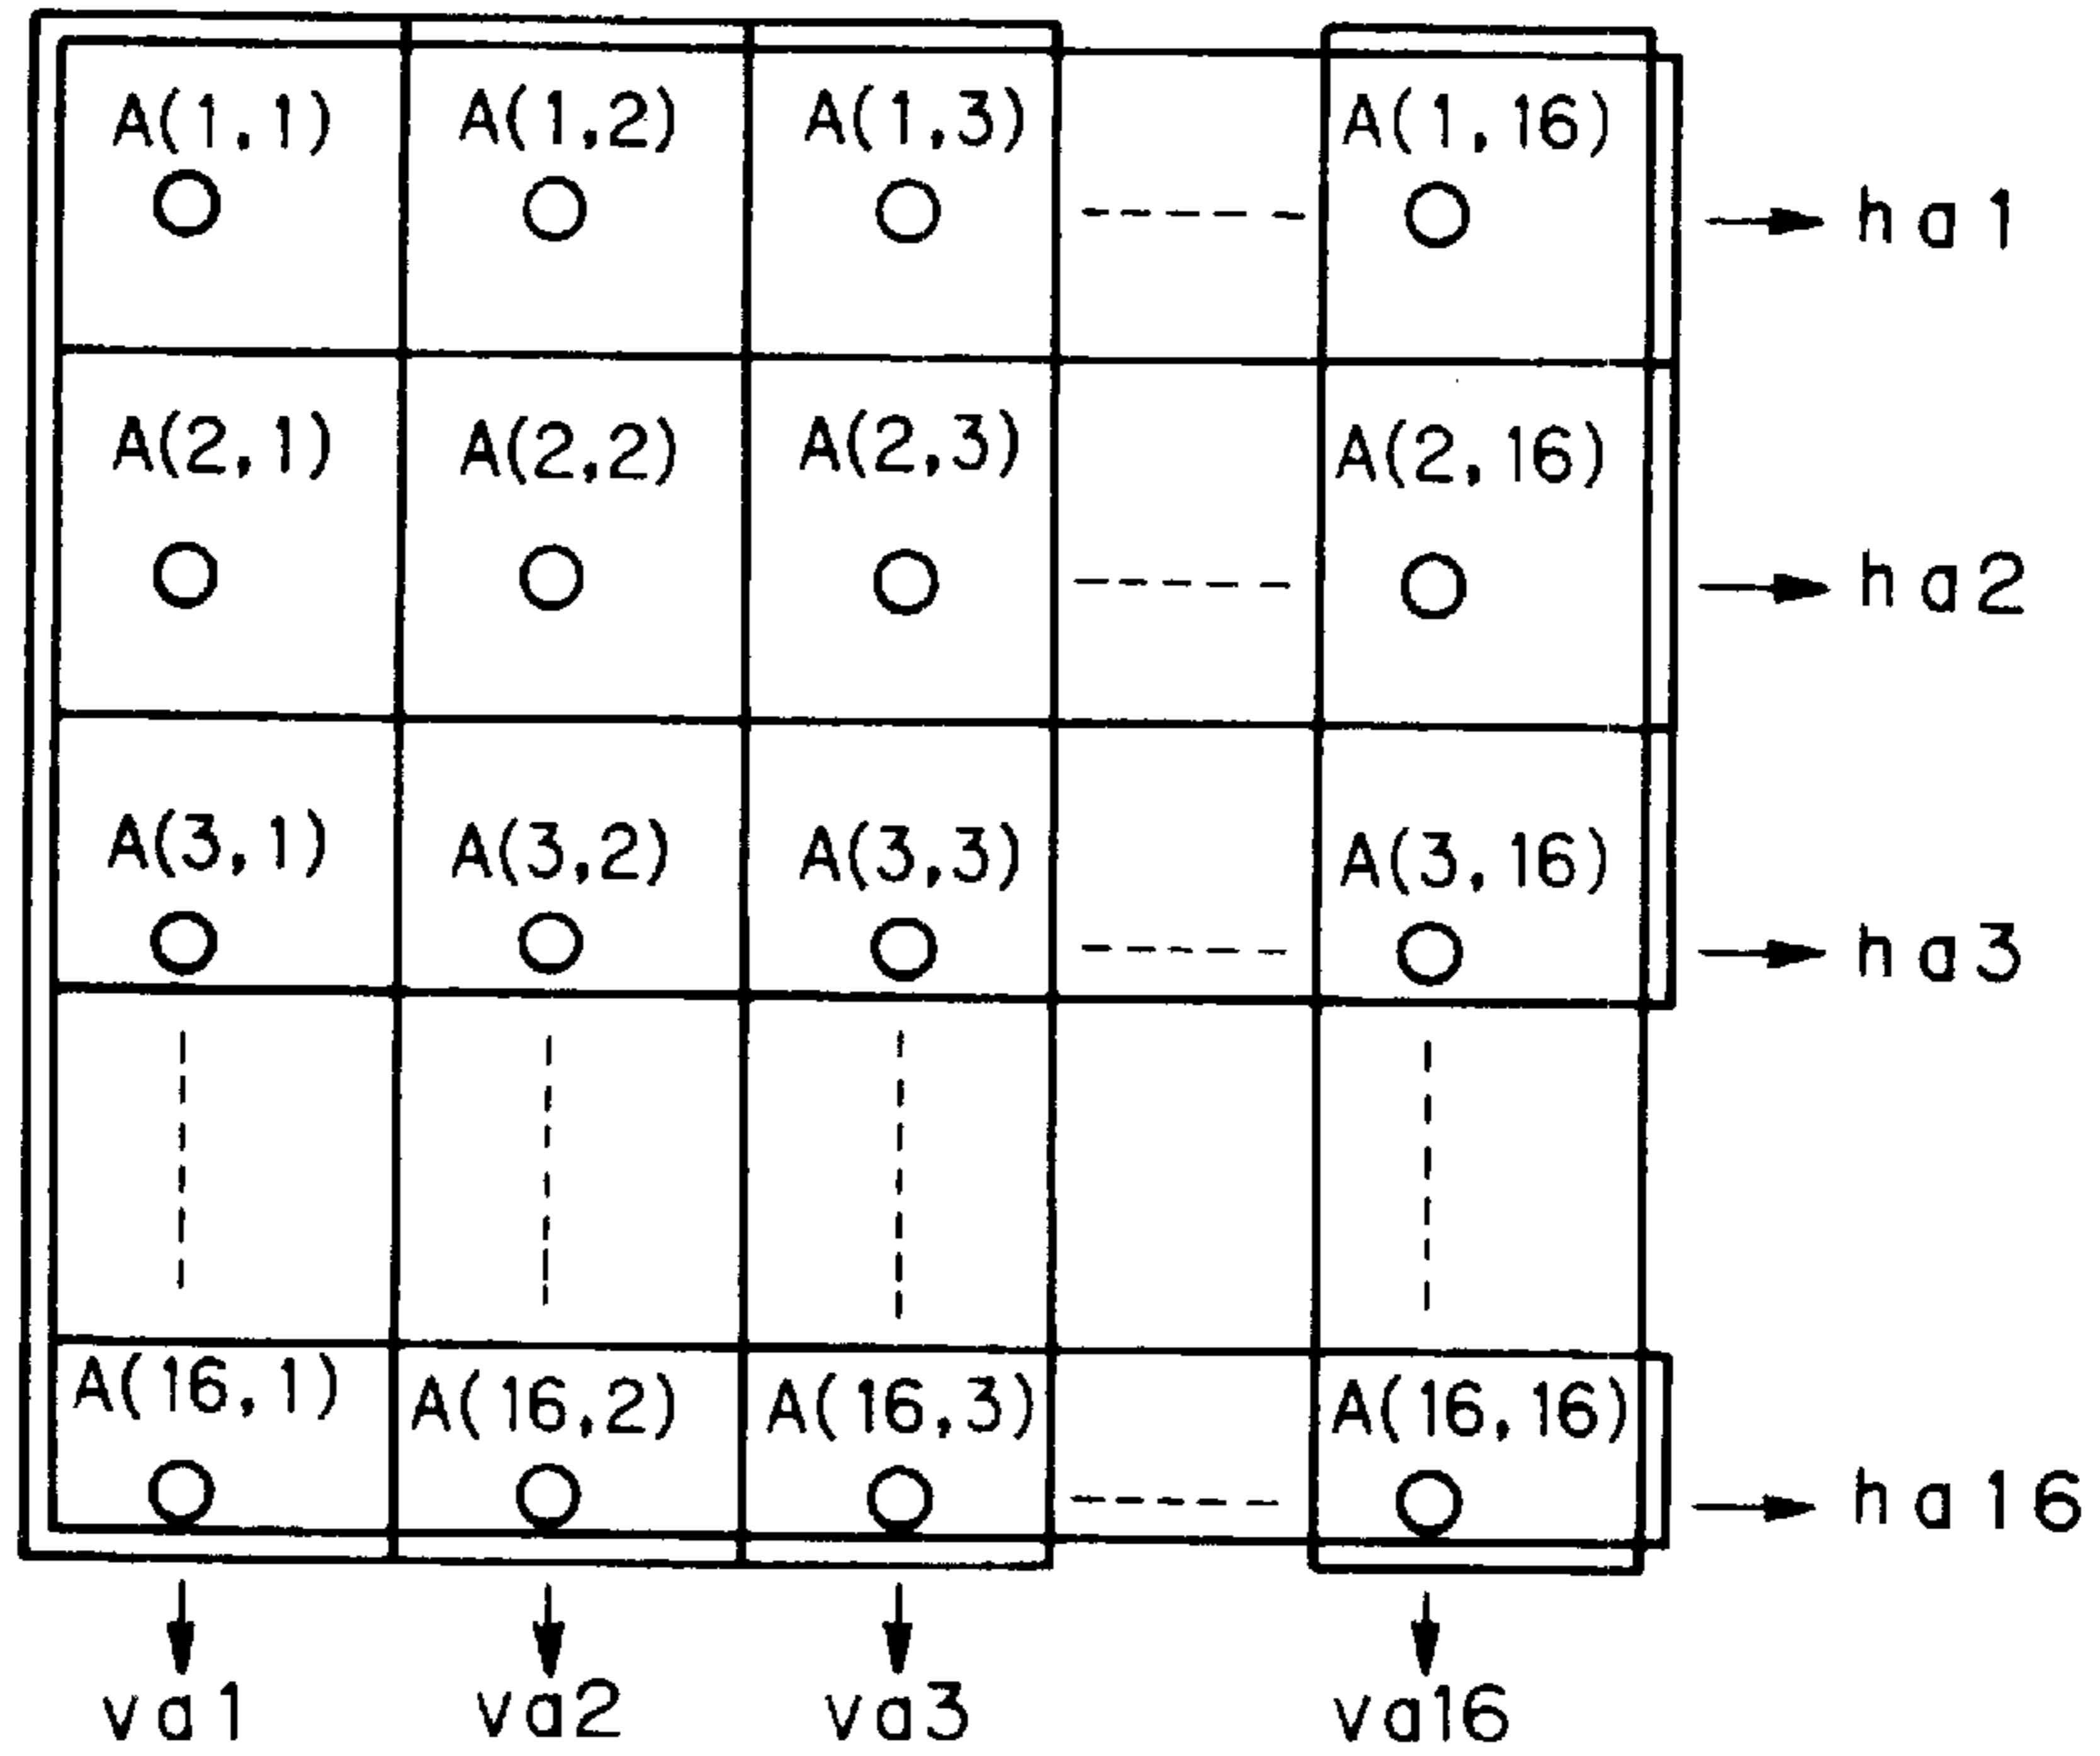 A(1,1) A(1,2) A(1,3) A(1,16)
ha1
A(2,1) A(2,2) A(2,3) A(2,16)
ha2
A(3,1) A(3,2) A(3,3) A(3,16)
ha3
A(16,1) A(16,2) A(16,3) A(16,16)
ha16
va1 va2 va3 va16